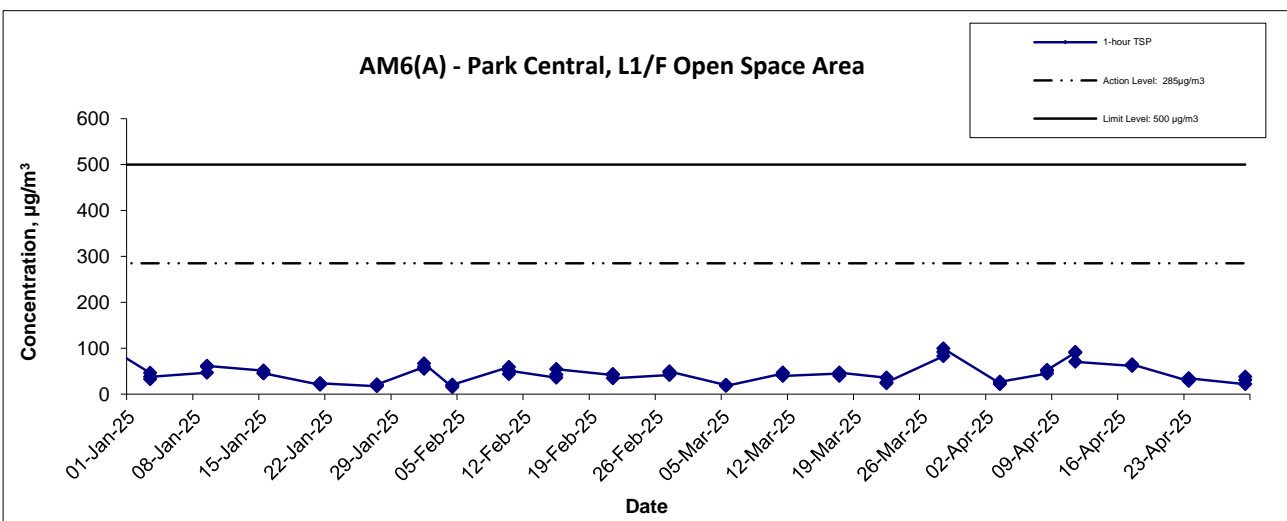 AM6(A) - Park Central, L1/F Open Space Area
1-hour TSP
Action Level: 285µg/m3
Limit Level: 500 µg/m3
Concentration, µg/m³
600
500
400
300
200
100
0
01-Jan-25
08-Jan-25
15-Jan-25
22-Jan-25
29-Jan-25
05-Feb-25
12-Feb-25
19-Feb-25
26-Feb-25
05-Mar-25
12-Mar-25
19-Mar-25
26-Mar-25
02-Apr-25
09-Apr-25
16-Apr-25
23-Apr-25
Date